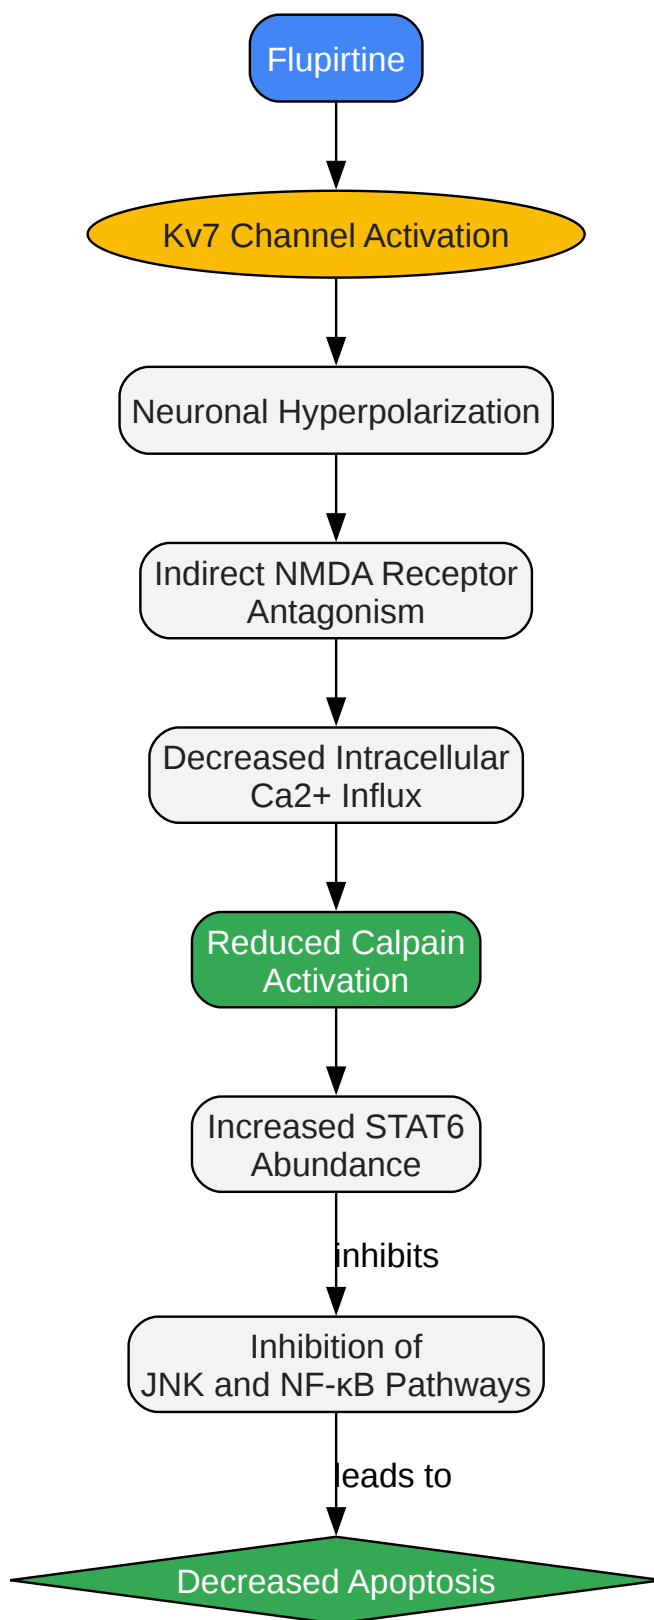 Flupirtine
Kv7 Channel Activation
Neuronal Hyperpolarization
Indirect NMDA Receptor
Antagonism
Decreased Intracellular
Ca2+ Influx
Reduced Calpain
Activation
Increased STAT6
Abundance
inhibits
Inhibition of
JNK and NF-κB Pathways
leads to
Decreased Apoptosis